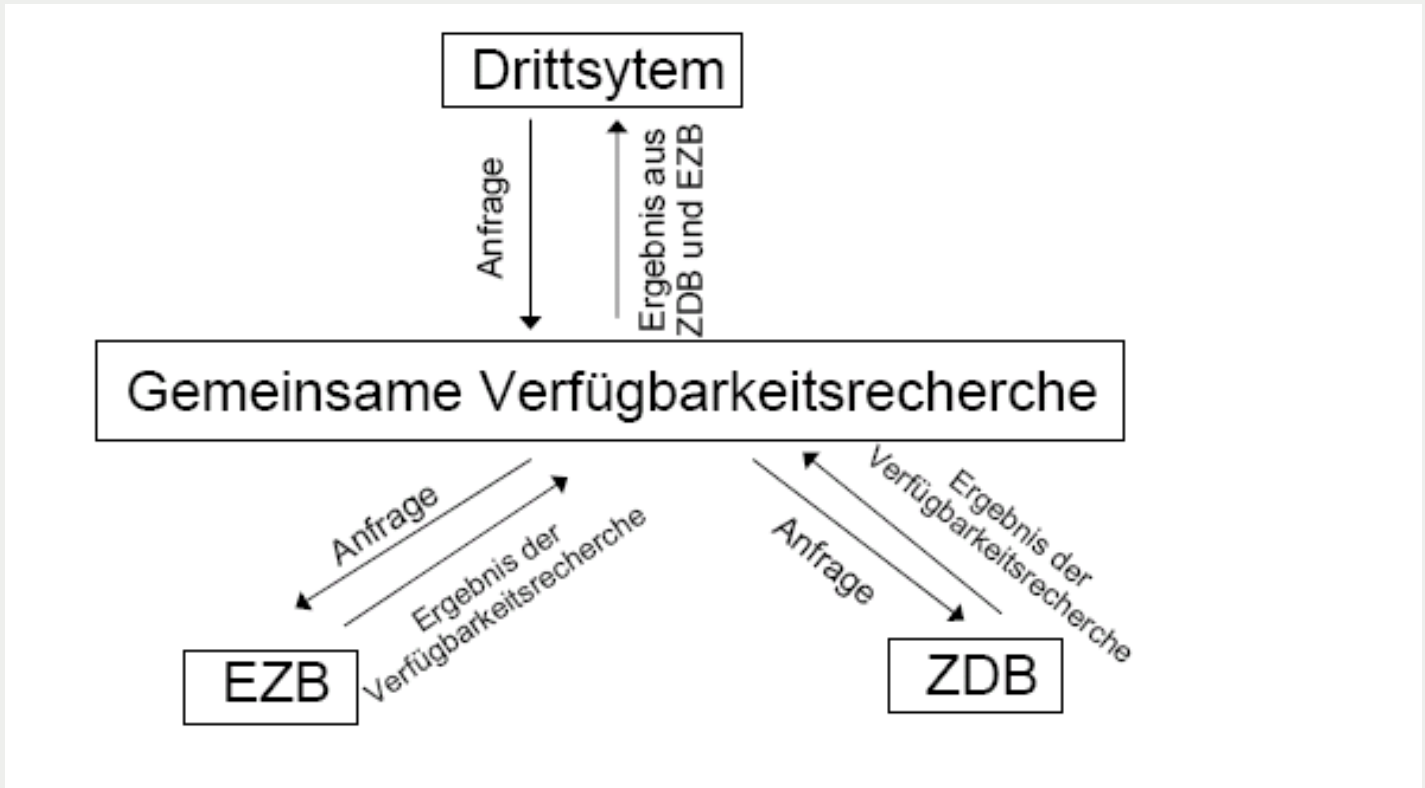 Drittsytem
Anfrage
Ergebnis aus
ZDB und EZB
Gemeinsame Verfügbarkeitsrecherche
Anfrage
Ergebnis der
Verfügbarkeitsrecherche
Anfrage
Ergebnis der
Verfügbarkeitsrecherche
EZB
ZDB